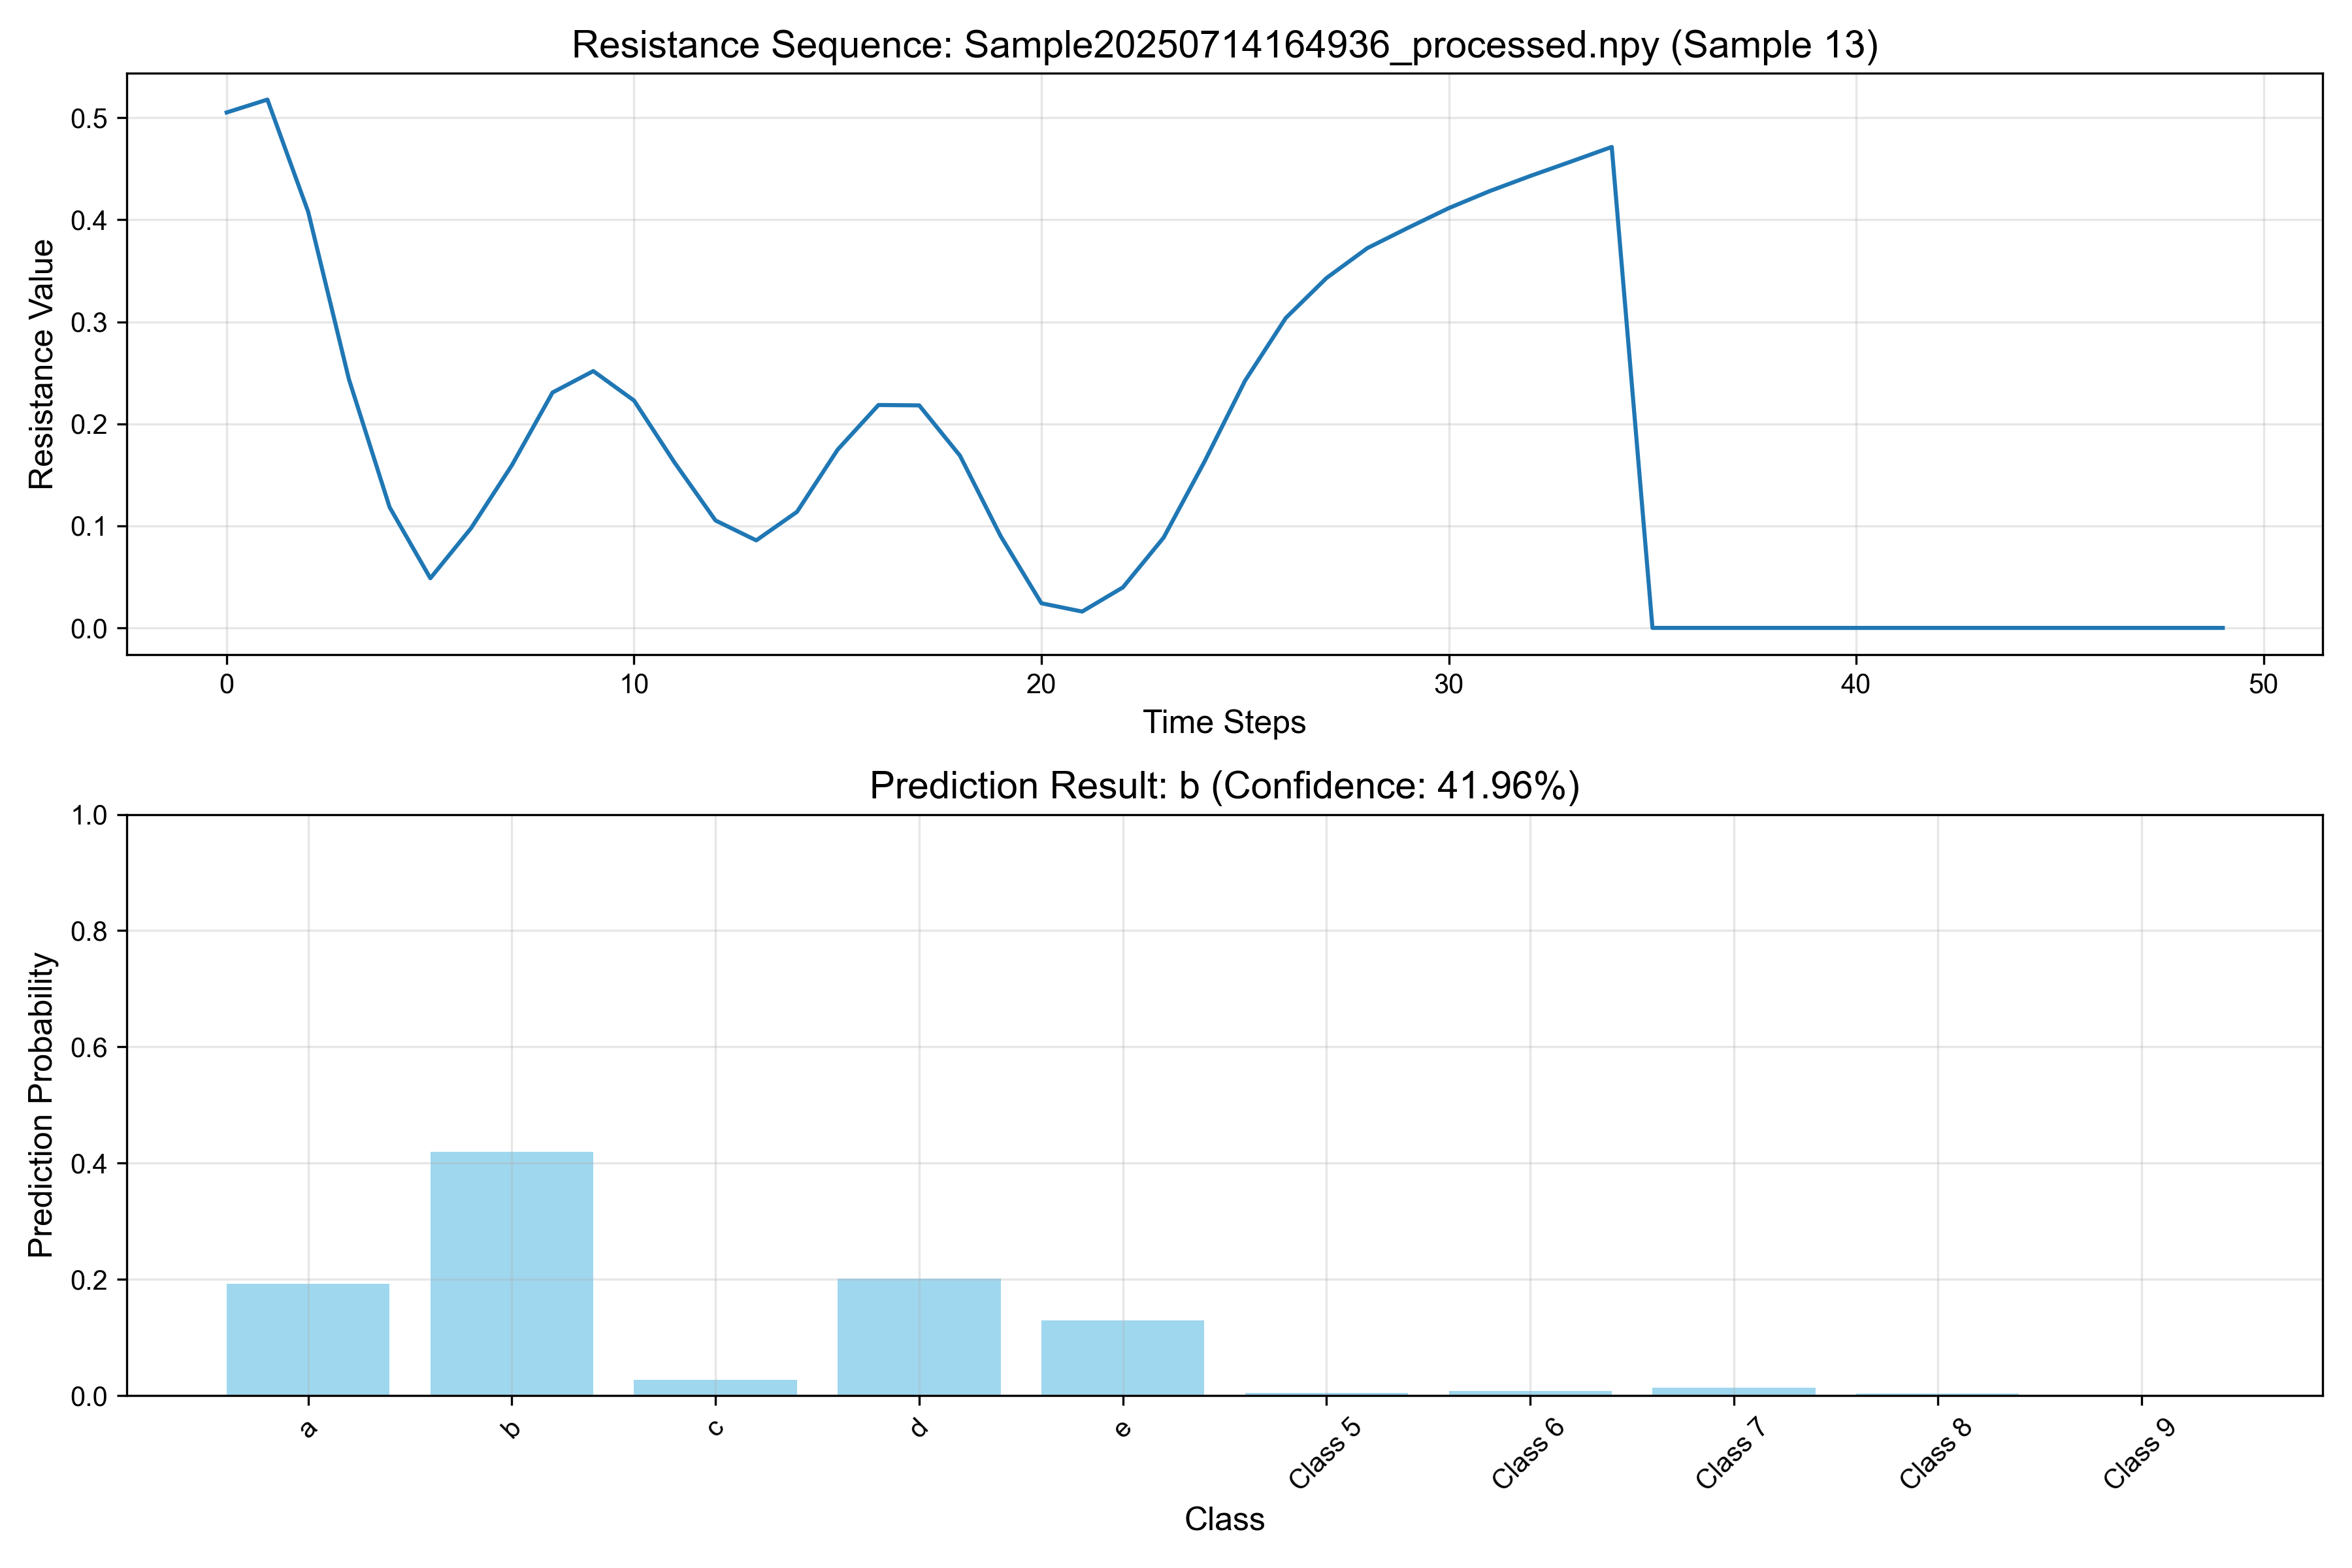 Resistance Sequence: Sample20250714164936_processed.npy (Sample 13)
Resistance Value
0.5
0.4
0.3
0.2
0.1
0.0
0 10 20 30 40 50
Time Steps
Prediction Result: b (Confidence: 41.96%)
Prediction Probability
1.0
0.8
0.6
0.4
0.2
0.0
a b c d e Class 5 Class 6 Class 7 Class 8 Class 9
Class